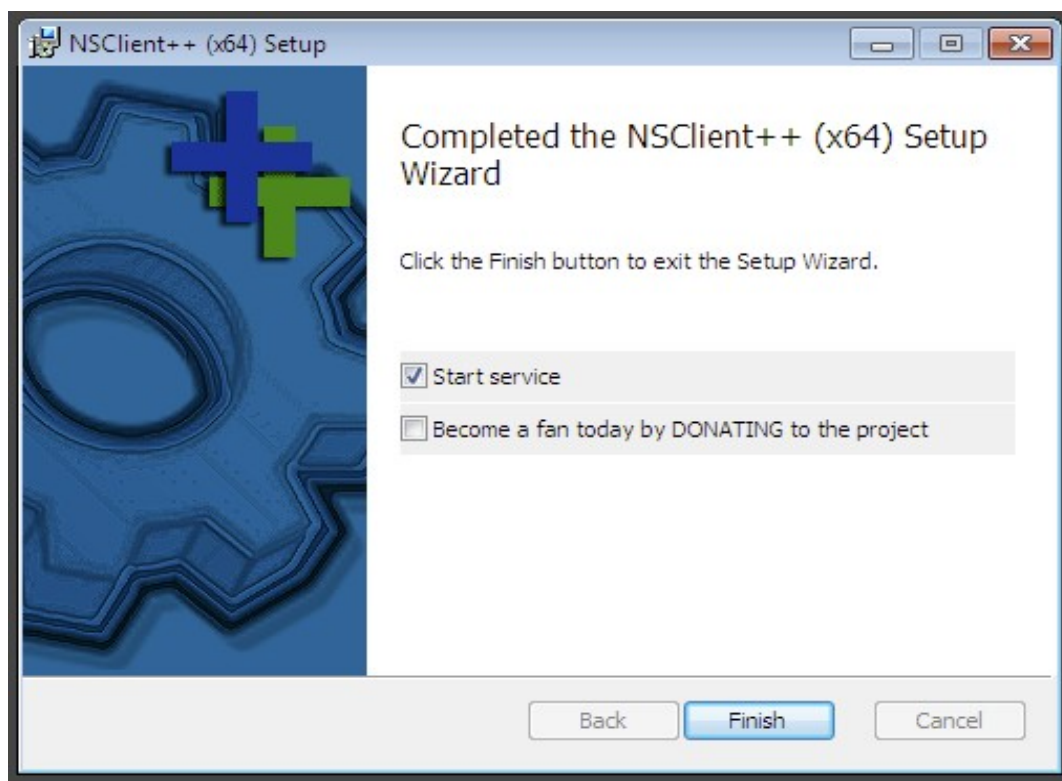 NSClient++ (x64) Setup
Completed the NSClient++ (x64) Setup
Wizard
Click the Finish button to exit the Setup Wizard.
Start service
Become a fan today by DONATING to the project
Back Finish Cancel